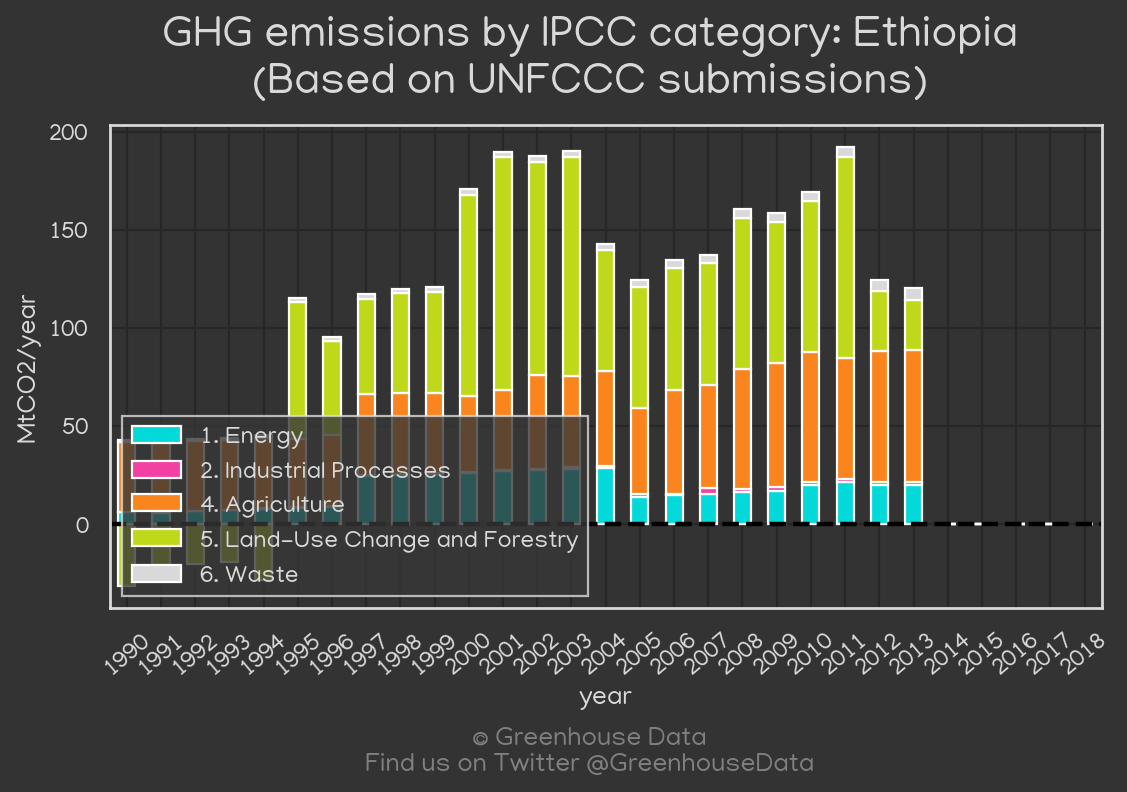 GHG emissions by IPCC category: Ethiopia
(Based on UNFCCC submissions)
200
150
100
50
0
MtCO2/year
1. Energy
2. Industrial Processes
4. Agriculture
5. Land-Use Change and Forestry
6. Waste
1990 1991 1992 1993 1994 1995 1996 1997 1998 1999 2000 2001 2002 2003 2004 2005 2006 2007 2008 2009 2010 2011 2012 2013 2014 2015 2016 2017 2018
year
© Greenhouse Data
Find us on Twitter @GreenhouseData